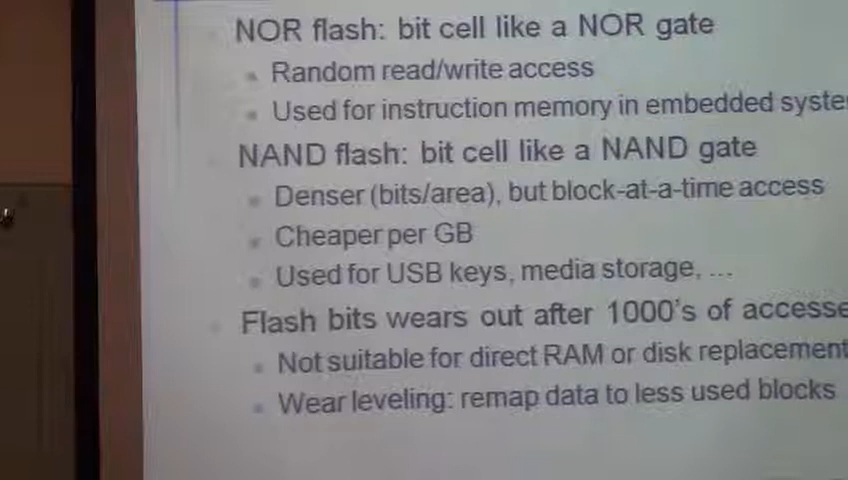 NOR flash: bit cell like a NOR gate
Random read/write access
Used for instruction memory in embedded syste
NAND flash: bit cell like a NAND gate
Denser (bits/area), but block-at-a-time access
Cheaper per GB
Used for USB keys, media storage, …
Flash bits wears out after 1000's of accesse
Not suitable for direct RAM or disk replacement
Wear leveling: remap data to less used blocks